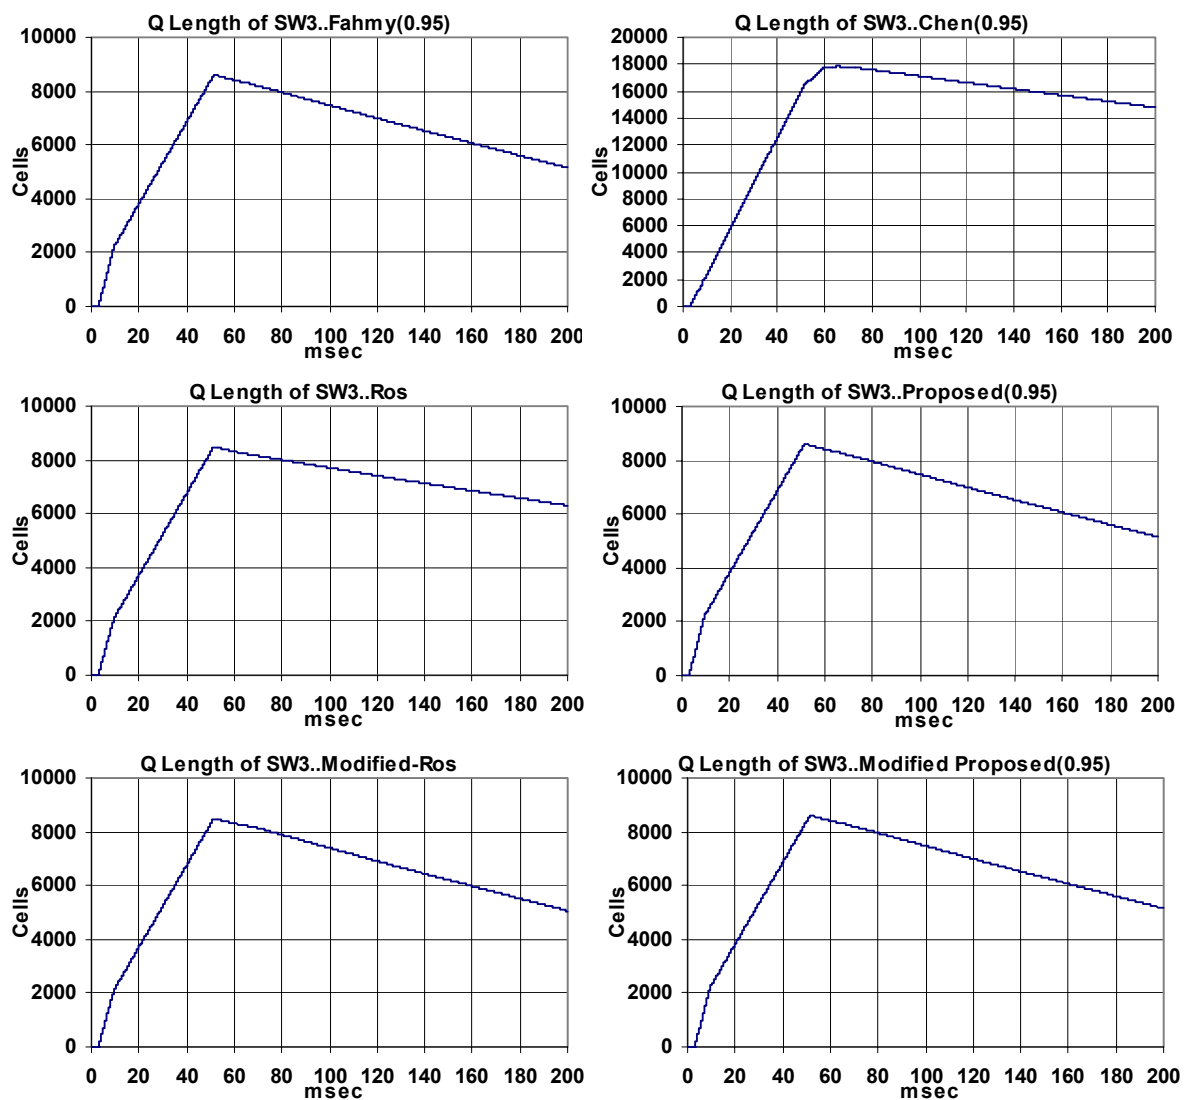 Q Length of SW3..Fahmy(0.95)
10000
8000
6000
4000
2000
0
Cells
0 20 40 60 80 100 120 140 160 180 200
msec
Q Length of SW3..Chen(0.95)
20000
18000
16000
14000
12000
10000
8000
6000
4000
2000
0
Cells
0 20 40 60 80 100 120 140 160 180 200
msec
Q Length of SW3..Ros
10000
8000
6000
4000
2000
0
Cells
0 20 40 60 80 100 120 140 160 180 200
msec
Q Length of SW3..Proposed(0.95)
10000
8000
6000
4000
2000
0
Cells
0 20 40 60 80 100 120 140 160 180 200
msec
Q Length of SW3..Modified-Ros
10000
8000
6000
4000
2000
0
Cells
0 20 40 60 80 100 120 140 160 180 200
msec
Q Length of SW3..Modified Proposed(0.95)
10000
8000
6000
4000
2000
0
Cells
0 20 40 60 80 100 120 140 160 180 200
msec